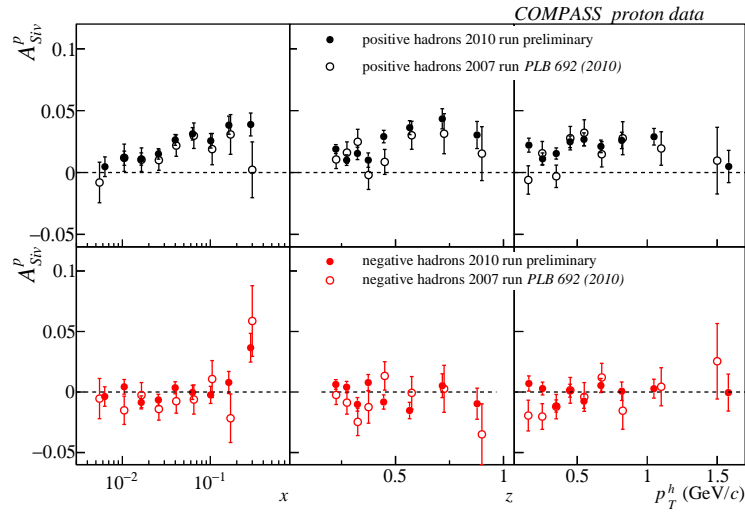 COMPASS proton data
A^p_Siv
positive hadrons 2010 run preliminary
positive hadrons 2007 run PLB 692 (2010)
0.1
0.05
0
−0.05
A^p_Siv
negative hadrons 2010 run preliminary
negative hadrons 2007 run PLB 692 (2010)
0.1
0.05
0
−0.05
10^−2 10^−1 0.5 1 0.5 1 1.5
x z p_T^h (GeV/c)